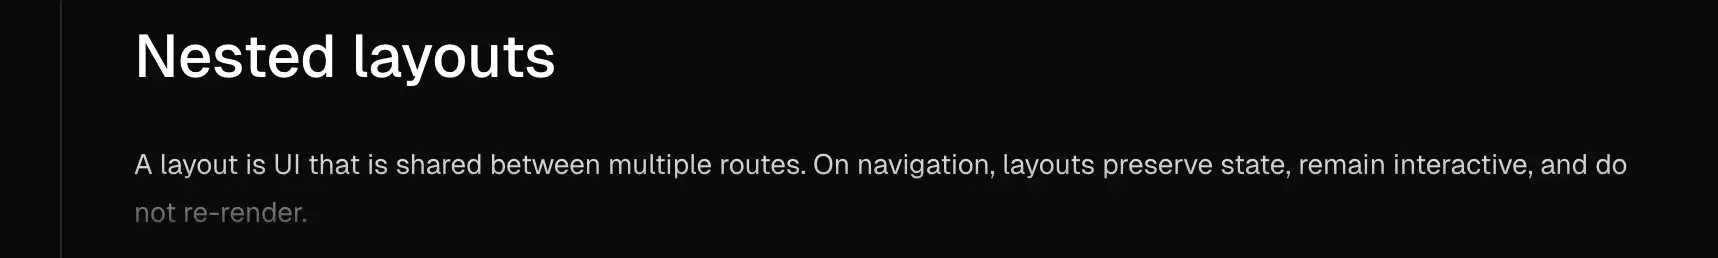 Nested layouts
A layout is UI that is shared between multiple routes. On navigation, layouts preserve state, remain interactive, and do
not re-render.